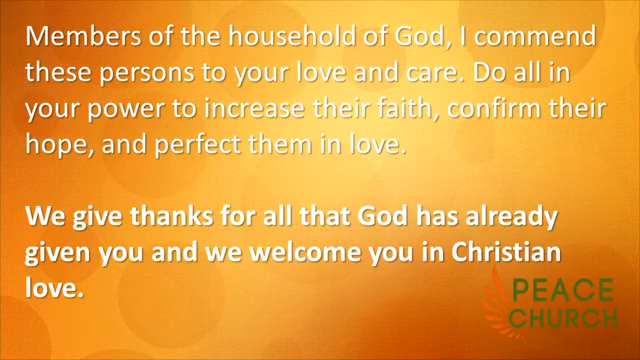 Members of the household of God, I commend
these persons to your love and care. Do all in
your power to increase their faith, confirm their
hope, and perfect them in love.
We give thanks for all that God has already
given you and we welcome you in Christian
love.
PEACE
CHURCH